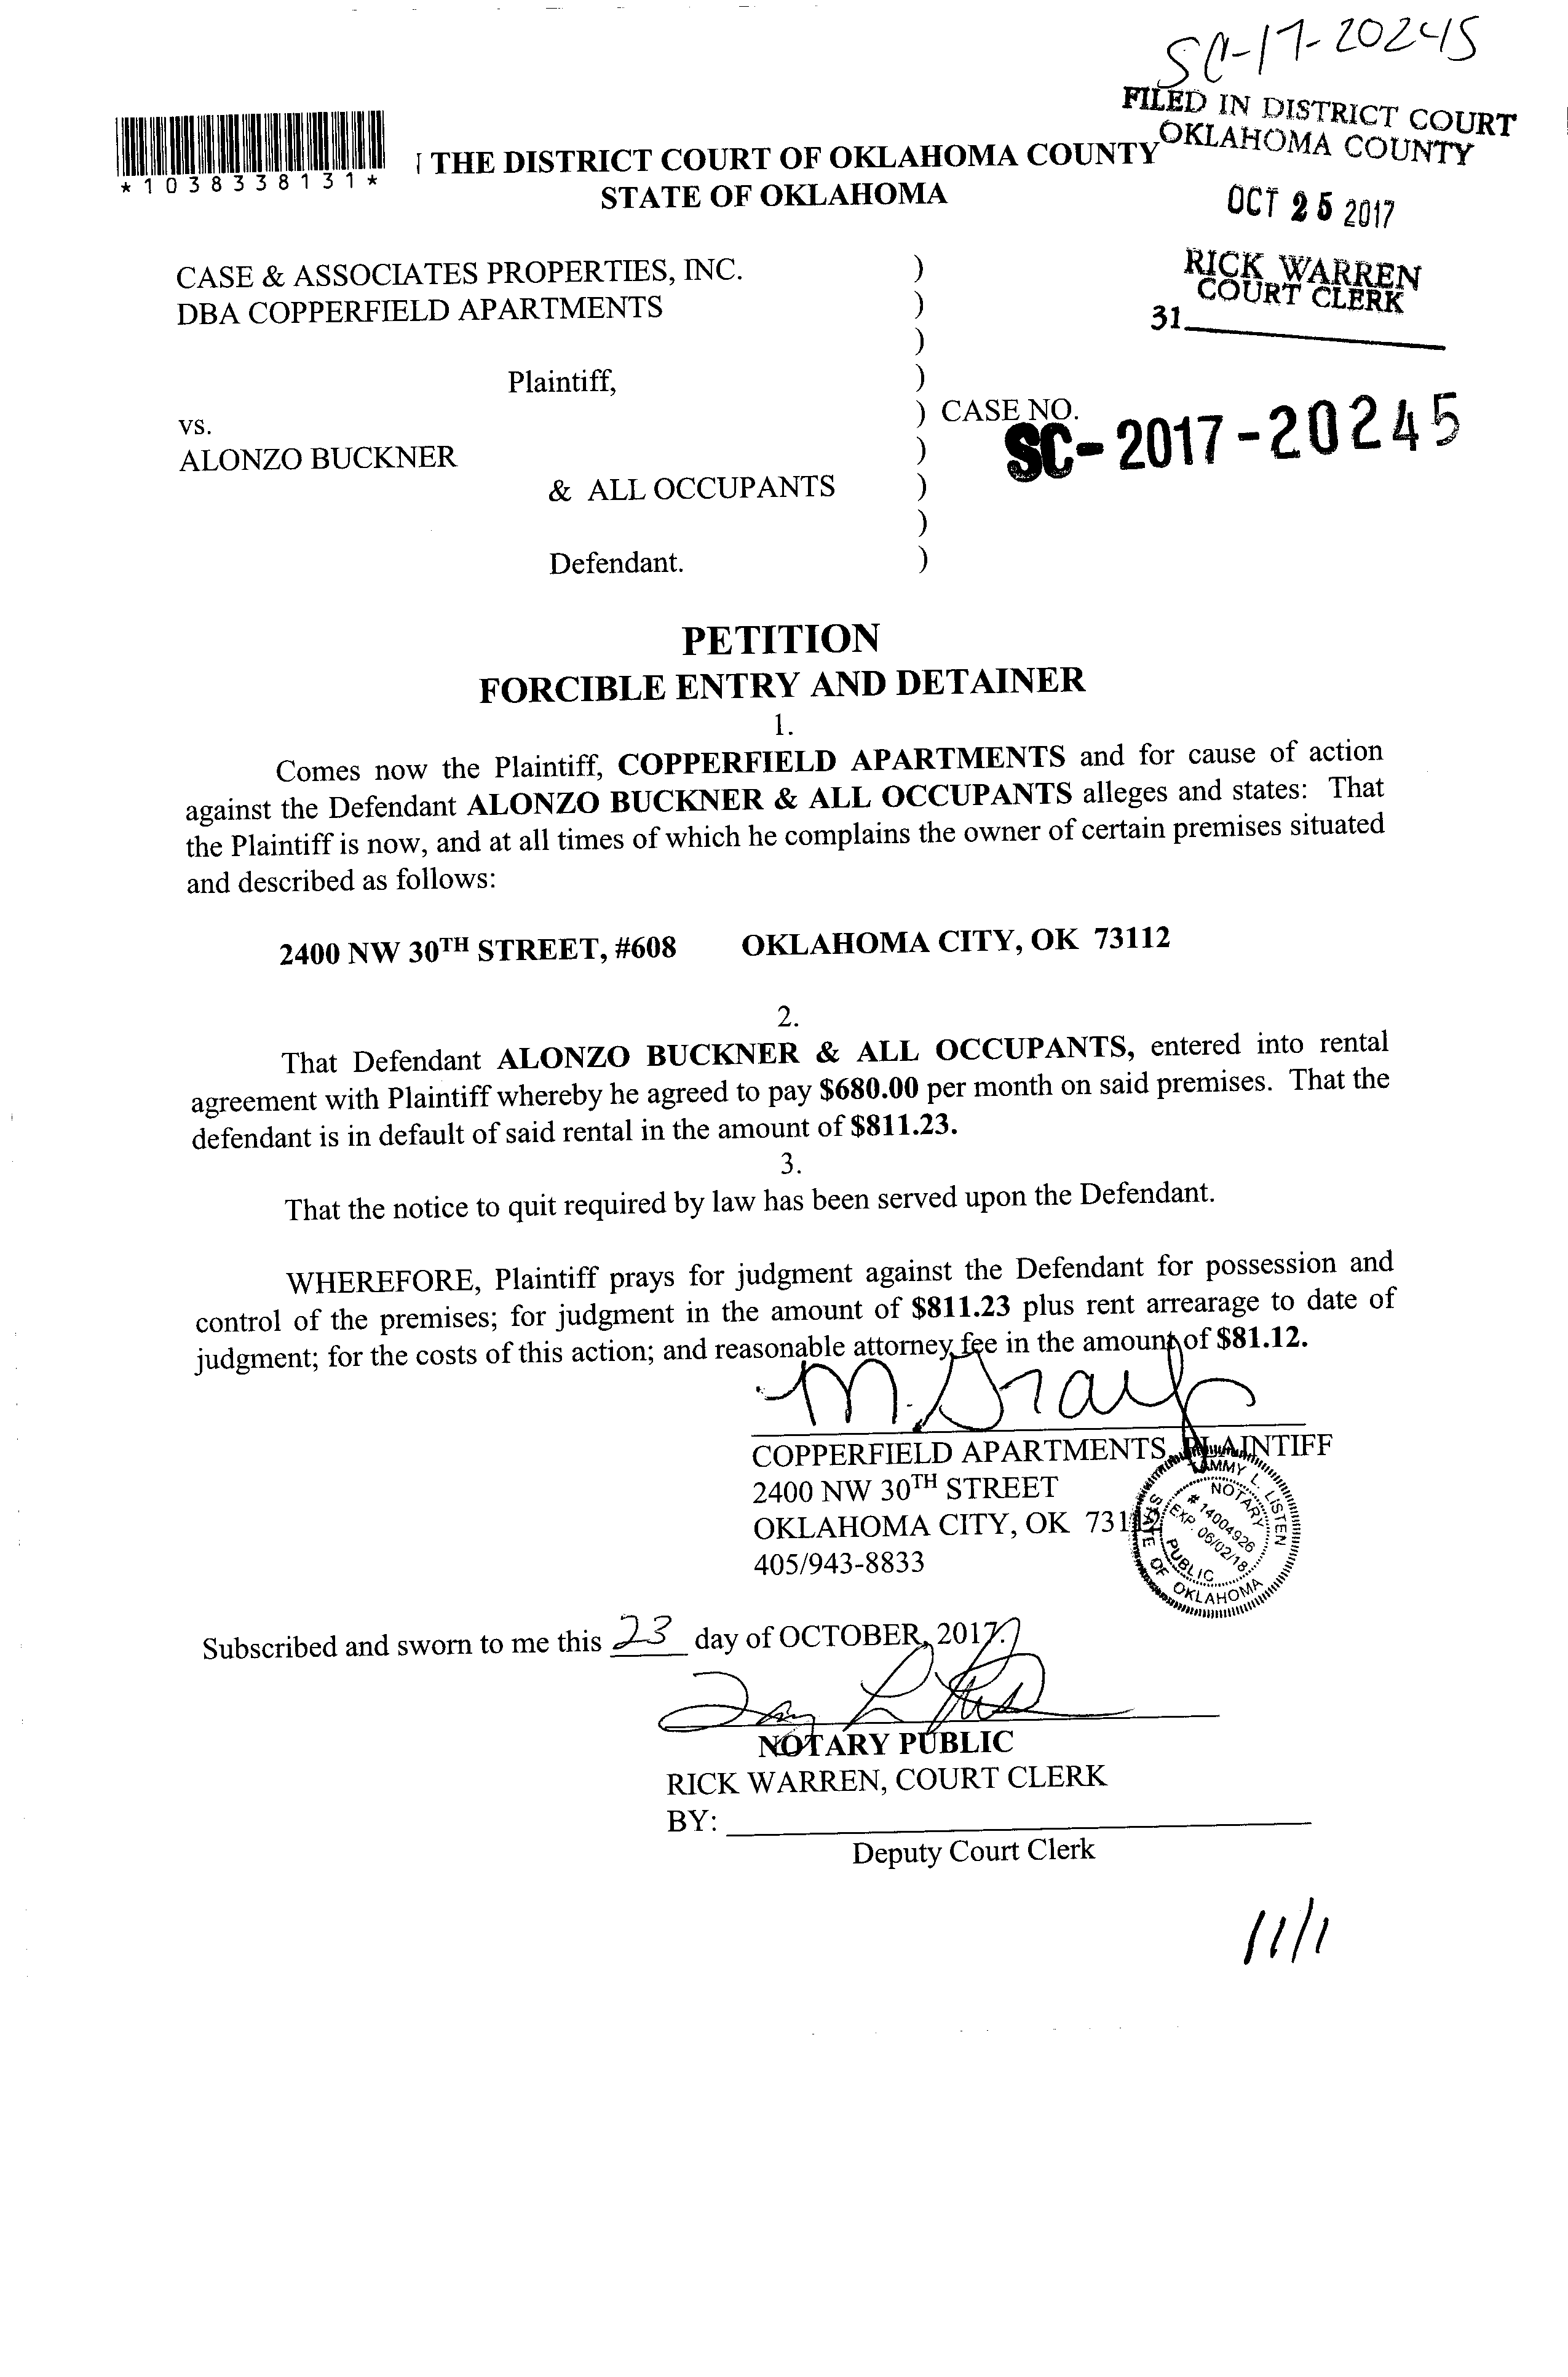 SC-17-20245
FILED IN DISTRICT COURT
OKLAHOMA COUNTY
*1038338131*
THE DISTRICT COURT OF OKLAHOMA COUNTY
STATE OF OKLAHOMA
OCT 25 2017
RICK WARREN
COURT CLERK
31
CASE & ASSOCIATES PROPERTIES, INC. )
DBA COPPERFIELD APARTMENTS )
)
Plaintiff, )
vs. ) CASE NO.
SC-2017-20245
ALONZO BUCKNER )
& ALL OCCUPANTS )
)
Defendant. )
PETITION
FORCIBLE ENTRY AND DETAINER
1.
Comes now the Plaintiff, COPPERFIELD APARTMENTS and for cause of action
against the Defendant ALONZO BUCKNER & ALL OCCUPANTS alleges and states: That
the Plaintiff is now, and at all times of which he complains the owner of certain premises situated
and described as follows:
2400 NW 30TH STREET, #608 OKLAHOMA CITY, OK 73112
2.
That Defendant ALONZO BUCKNER & ALL OCCUPANTS, entered into rental
agreement with Plaintiff whereby he agreed to pay $680.00 per month on said premises. That the
defendant is in default of said rental in the amount of $811.23.
3.
That the notice to quit required by law has been served upon the Defendant.
WHEREFORE, Plaintiff prays for judgment against the Defendant for possession and
control of the premises; for judgment in the amount of $811.23 plus rent arrearage to date of
judgment; for the costs of this action; and reasonable attorney fee in the amount of $81.12.
COPPERFIELD APARTMENTS, PLAINTIFF
2400 NW 30TH STREET
OKLAHOMA CITY, OK 73112
405/943-8833
TAMMY L. LISTEN
NOTARY PUBLIC
# 14004926
EXP. 06/02/18
STATE OF OKLAHOMA
Subscribed and sworn to me this 23 day of OCTOBER, 2017.
NOTARY PUBLIC
RICK WARREN, COURT CLERK
BY:
Deputy Court Clerk
11/1